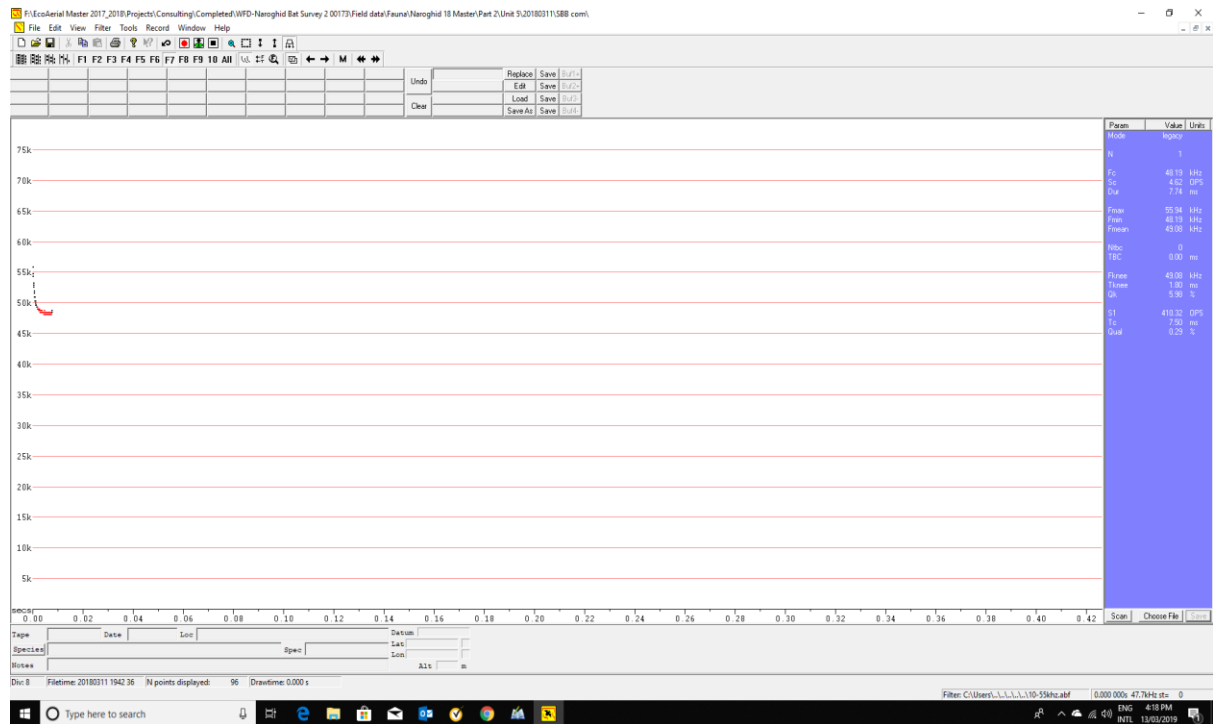 F:\EcoAerial Master 2017_2018\Projects\Consulting\Completed\WFD-Naroghid Bat Survey 2 00173\Field data\Fauna\Naroghid 18 Master\Part 2\Unit 5\20180311\SBB com\
File Edit View Filter Tools Record Window Help
F1 F2 F3 F4 F5 F6 F7 F8 F9 10 All M
Undo Replace Save Buf1+
Edit Save Buf2+
Clear Load Save Buf3-
Save As Save Buf4-
Param Value Units
Mode legacy
N 1
Fc 48.19 kHz
Sc 4.62 OPS
Dur 7.74 ms
Fmax 55.94 kHz
Fmin 48.19 kHz
Fmean 49.08 kHz
Ntbc 0
TBC 0.00 ms
Fknee 49.08 kHz
Tknee 1.80 ms
Qk 5.98 %
S1 410.32 OPS
Tc 7.50 ms
Qual 0.29 %
75k
70k
65k
60k
55k
50k
45k
40k
35k
30k
25k
20k
15k
10k
5k
secs
0.00 0.02 0.04 0.06 0.08 0.10 0.12 0.14 0.16 0.18 0.20 0.22 0.24 0.26 0.28 0.30 0.32 0.34 0.36 0.38 0.40 0.42
Scan Choose File Save
Tape Date Loc Datum
Species Spec Lat
Lon
Notes Alt m
Div: 8 Filetime: 20180311 1942 36 N points displayed: 96 Drawtime: 0.000 s
Filter: C:\Users\..\..\..\..\10-55khz.abf 0.000 000s 47.7kHz st= 0
Type here to search
ENG 4:18 PM
INTL 13/03/2019